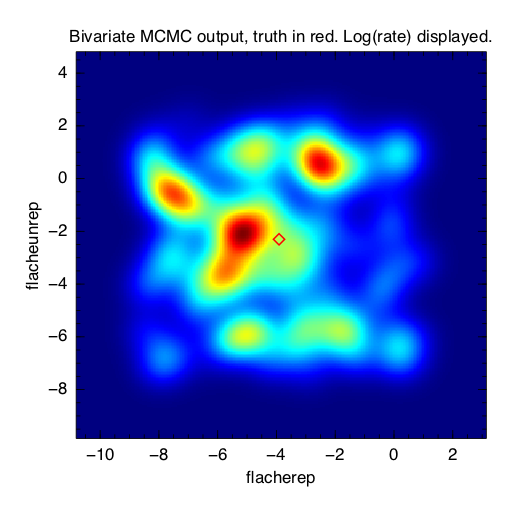 Bivariate MCMC output, truth in red. Log(rate) displayed.
4
2
0
−2
−4
−6
−8
flacheunrep
−10 −8 −6 −4 −2 0 2
flacherep